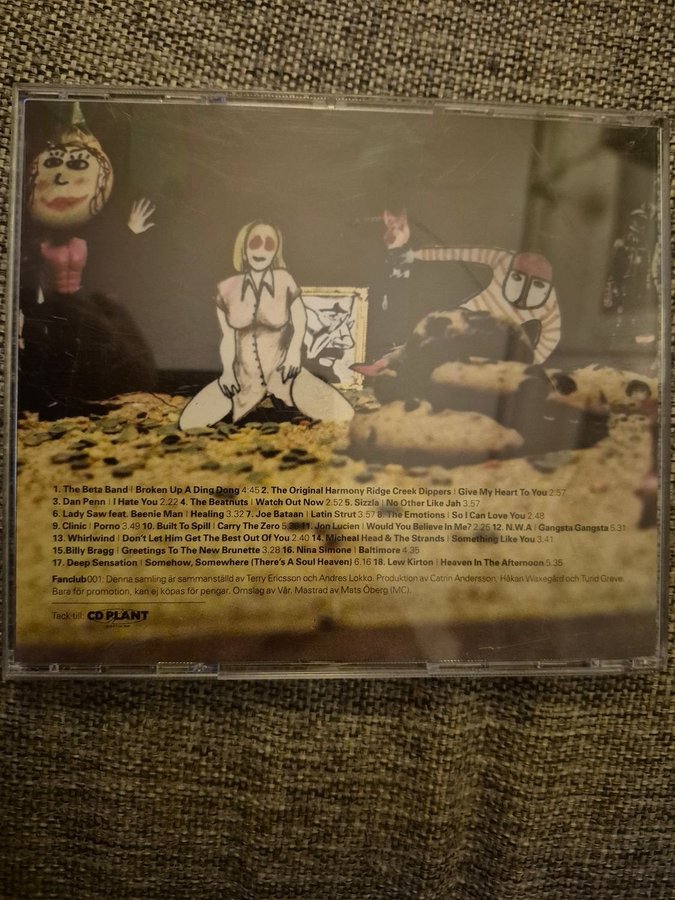 1. The Beta Band | Broken Up A Ding Dong 4:45 2. The Original Harmony Ridge Creek Dippers | Give My Heart To You 2.57
3. Dan Penn | I Hate You 2.22 4. The Beatnuts | Watch Out Now 2.52 5. Sizzla | No Other Like Jah 3.57
6. Lady Saw feat. Beenie Man | Healing 3.32 7. Joe Bataan | Latin Strut 3.57 8. The Emotions | So I Can Love You 2.48
9. Clinic | Porno 3.49 10. Built To Spill | Carry The Zero 5.38 11. Jon Lucien | Would You Believe In Me? 2.25 12. N.W.A | Gangsta Gangsta 5.31
13. Whirlwind | Don't Let Him Get The Best Out Of You 2.40 14. Micheal Head & The Strands | Something Like You 3.41
15.Billy Bragg | Greetings To The New Brunette 3.28 16. Nina Simone | Baltimore 4.35
17. Deep Sensation | Somehow, Somewhere (There's A Soul Heaven) 6.16 18. Lew Kirton | Heaven In The Afternoon 5.35
Fanclub001: Denna samling är sammanställd av Terry Ericsson och Andres Lokko. Produktion av Catrin Andersson. Håkan Waxegård och Turid Greve.
Bara för promotion, kan ej köpas för pengar. Omslag av Vår. Mastrad av Mats Öberg (MC).
Tack till: CD PLANT